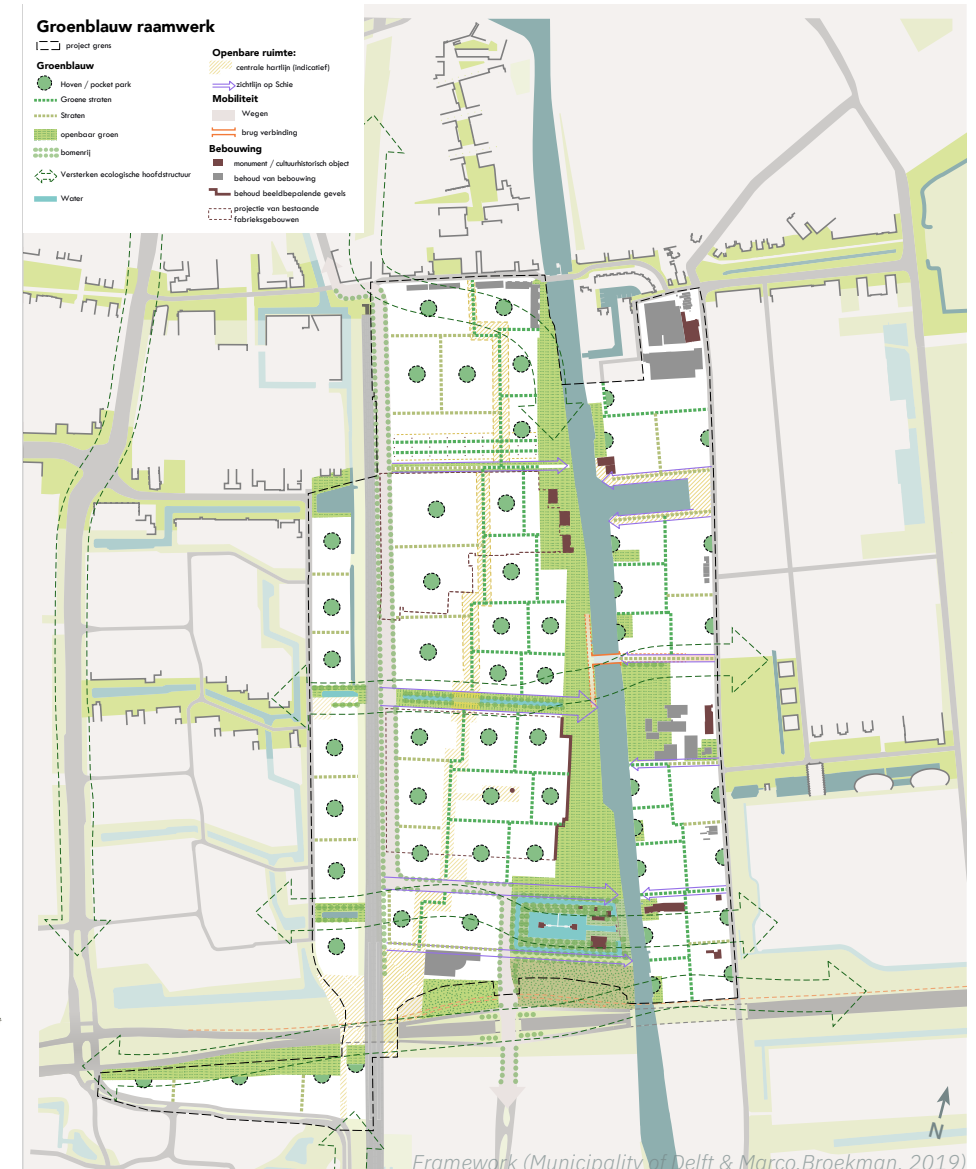 Groenblauw raamwerk
project grens
Groenblauw
Hoven / pocket park
Groene straten
Straten
openbaar groen
bomenrij
Versterken ecologische hoofdstructuur
Water
Openbare ruimte:
centrale hartlijn (indicatief)
zichtlijn op Schie
Mobiliteit
Wegen
brug verbinding
Bebouwing
monument / cultuurhistorisch object
behoud van bebouwing
behoud beeldbepalende gevels
projectie van bestaande
fabrieksgebouwen
N
Framework (Municipality of Delft & Marco.Broekman, 2019)